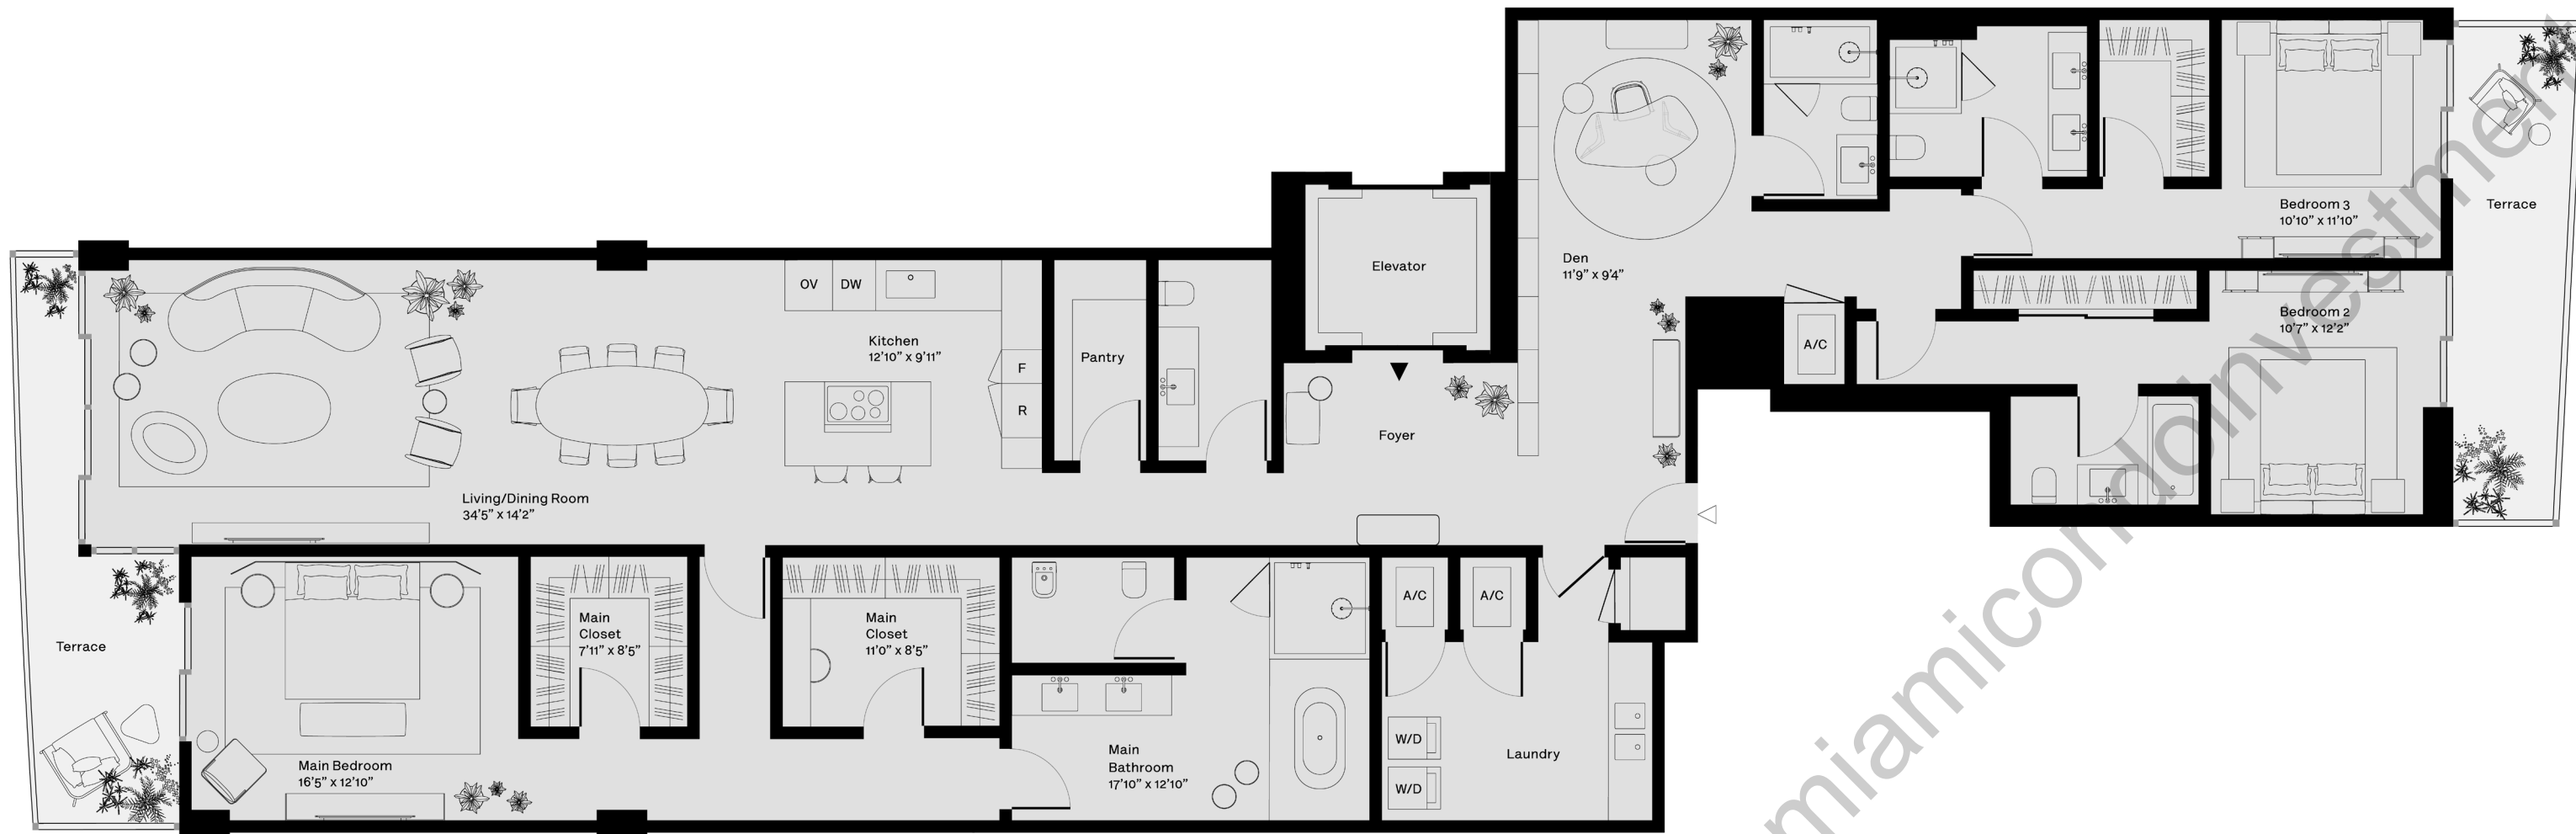 Living/Dining Room
34'5” x 14'2”
OV
DW
Kitchen
12'10” x 9'11”
F
R
Pantry
Elevator
Foyer
Den
11'9” x 9'4”
A/C
Bedroom 3
10'10” x 11'10”
Bedroom 2
10'7” x 12'2”
Terrace
Terrace
Main Bedroom
16'5” x 12'10”
Main
Closet
7'11” x 8'5”
Main
Closet
11'0” x 8'5”
Main
Bathroom
17'10” x 12'10”
A/C
A/C
W/D
W/D
Laundry
miamicondoinvestment